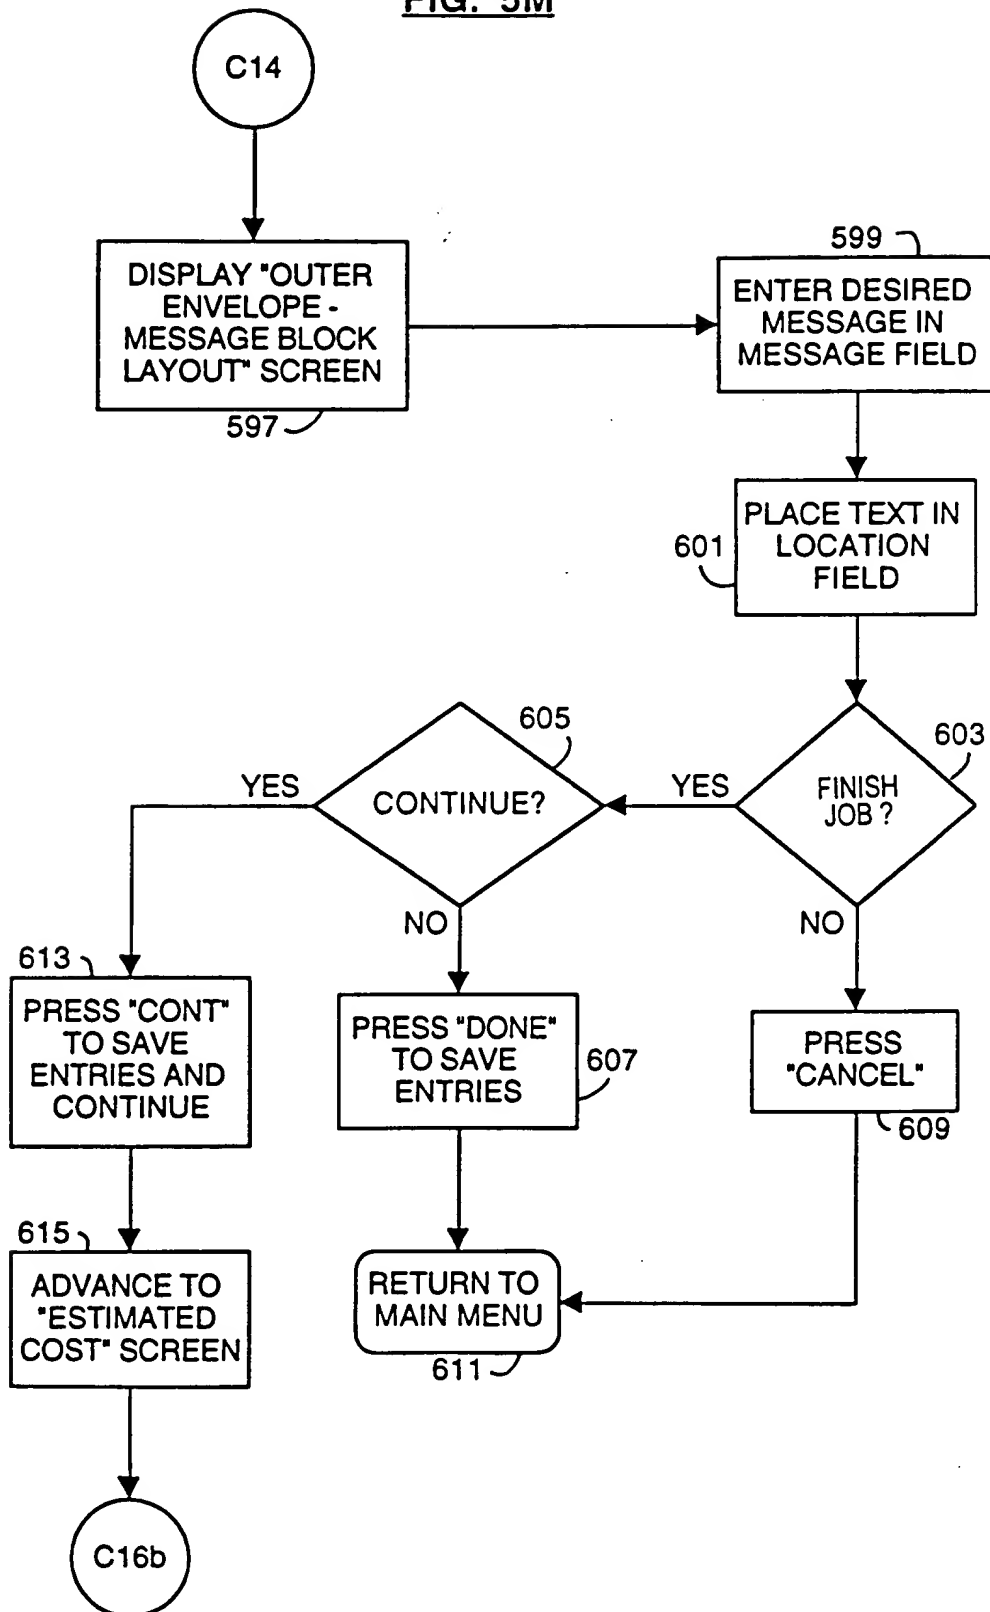 FIG. 5M
C14
DISPLAY "OUTER
ENVELOPE -
MESSAGE BLOCK
LAYOUT" SCREEN
597
599
ENTER DESIRED
MESSAGE IN
MESSAGE FIELD
601
PLACE TEXT IN
LOCATION
FIELD
603
FINISH
JOB ?
YES
NO
605
CONTINUE?
YES
NO
613
PRESS "CONT"
TO SAVE
ENTRIES AND
CONTINUE
PRESS "DONE"
TO SAVE
ENTRIES
607
PRESS
"CANCEL"
609
615
ADVANCE TO
"ESTIMATED
COST" SCREEN
RETURN TO
MAIN MENU
611
C16b